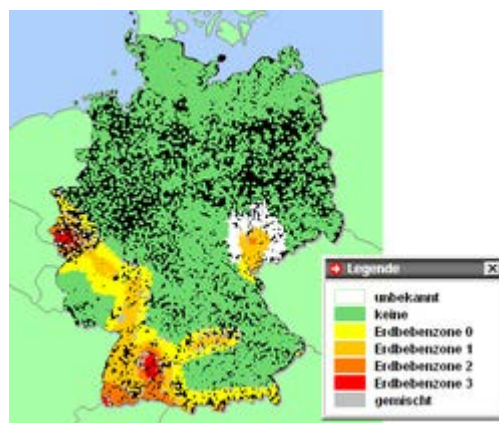 Legende
unbekannt
keine
Erdbebenzone 0
Erdbebenzone 1
Erdbebenzone 2
Erdbebenzone 3
gemischt